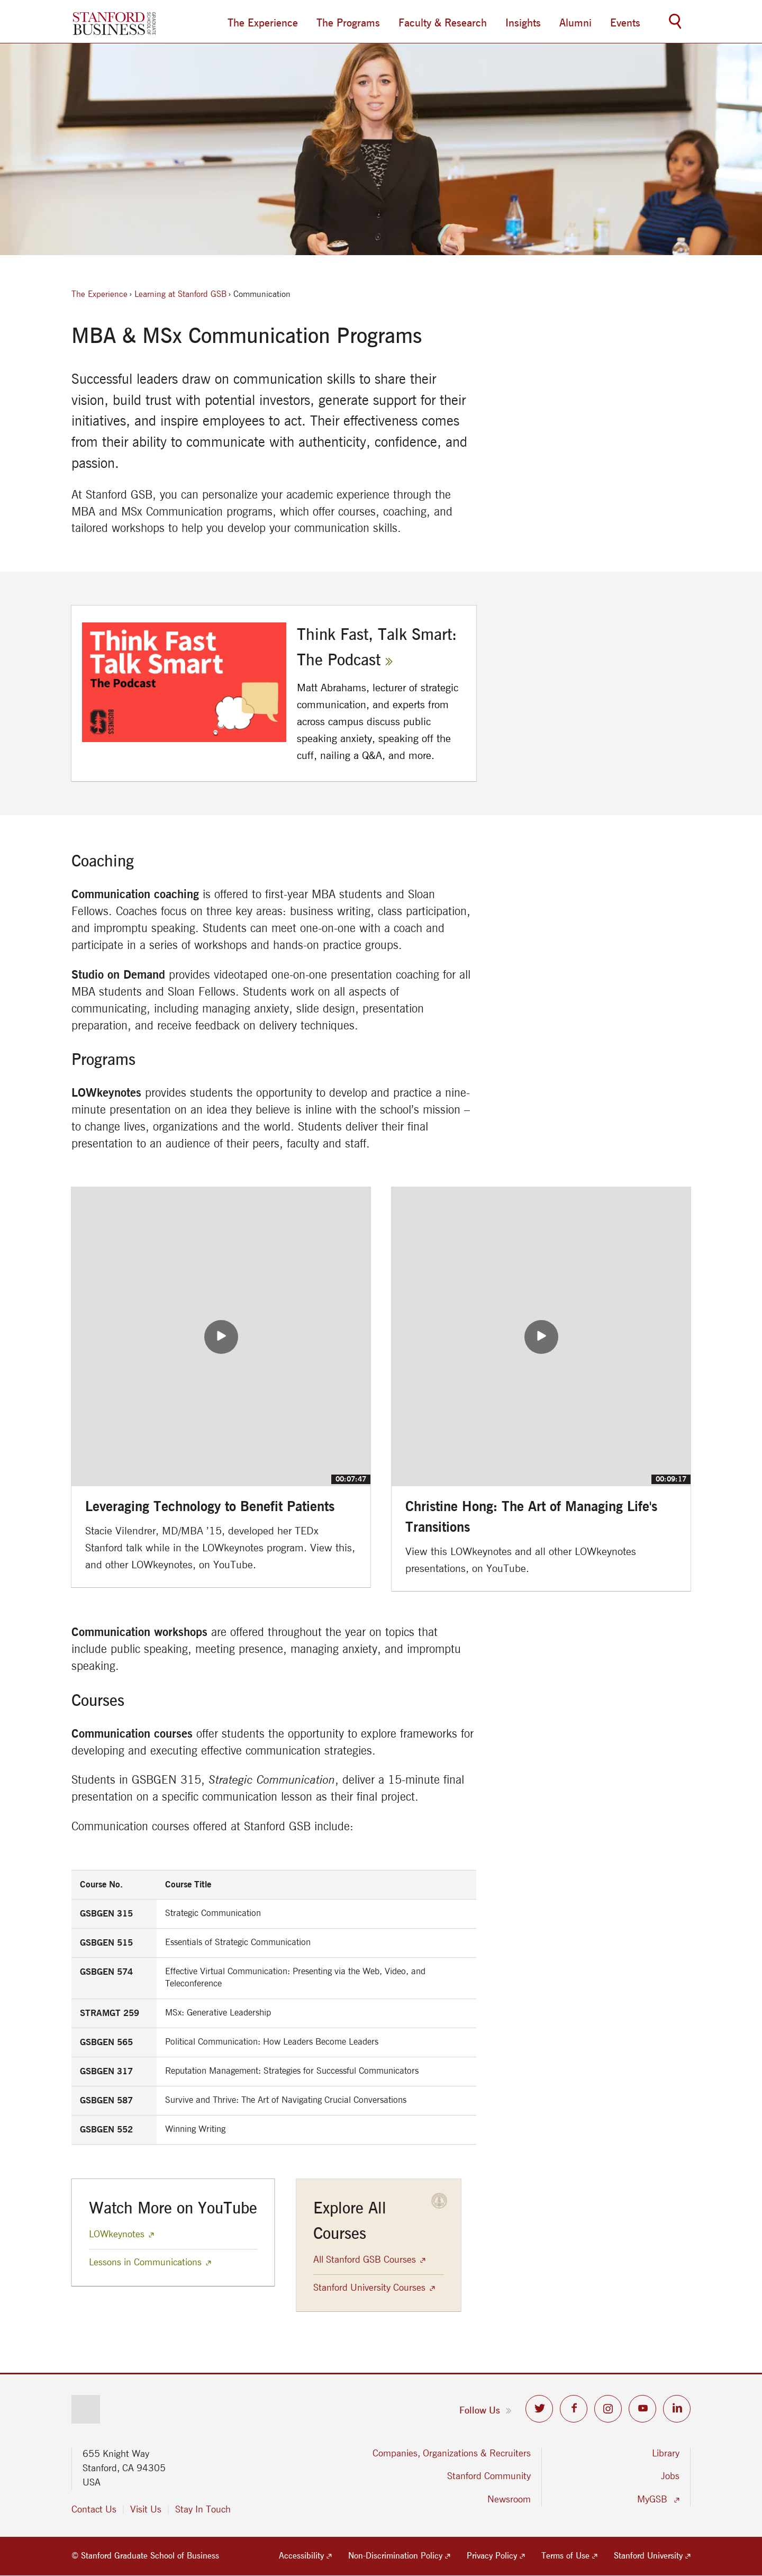 STANFORD
BUSINESS
GRADUATE
SCHOOL OF
The Experience
The Programs
Faculty & Research
Insights
Alumni
Events
The Experience › Learning at Stanford GSB › Communication
MBA & MSx Communication Programs
Successful leaders draw on communication skills to share their
vision, build trust with potential investors, generate support for their
initiatives, and inspire employees to act. Their effectiveness comes
from their ability to communicate with authenticity, confidence, and
passion.
At Stanford GSB, you can personalize your academic experience through the
MBA and MSx Communication programs, which offer courses, coaching, and
tailored workshops to help you develop your communication skills.
Think Fast
Talk Smart
The Podcast
S
BUSINESS
Think Fast, Talk Smart:
The Podcast »
Matt Abrahams, lecturer of strategic
communication, and experts from
across campus discuss public
speaking anxiety, speaking off the
cuff, nailing a Q&A, and more.
Coaching
Communication coaching is offered to first-year MBA students and Sloan
Fellows. Coaches focus on three key areas: business writing, class participation,
and impromptu speaking. Students can meet one-on-one with a coach and
participate in a series of workshops and hands-on practice groups.
Studio on Demand provides videotaped one-on-one presentation coaching for all
MBA students and Sloan Fellows. Students work on all aspects of
communicating, including managing anxiety, slide design, presentation
preparation, and receive feedback on delivery techniques.
Programs
LOWkeynotes provides students the opportunity to develop and practice a nine-
minute presentation on an idea they believe is inline with the school's mission –
to change lives, organizations and the world. Students deliver their final
presentation to an audience of their peers, faculty and staff.
00:07:47
Leveraging Technology to Benefit Patients
Stacie Vilendrer, MD/MBA '15, developed her TEDx
Stanford talk while in the LOWkeynotes program. View this,
and other LOWkeynotes, on YouTube.
00:09:17
Christine Hong: The Art of Managing Life's
Transitions
View this LOWkeynotes and all other LOWkeynotes
presentations, on YouTube.
Communication workshops are offered throughout the year on topics that
include public speaking, meeting presence, managing anxiety, and impromptu
speaking.
Courses
Communication courses offer students the opportunity to explore frameworks for
developing and executing effective communication strategies.
Students in GSBGEN 315, Strategic Communication, deliver a 15-minute final
presentation on a specific communication lesson as their final project.
Communication courses offered at Stanford GSB include:
Course No. Course Title
GSBGEN 315 Strategic Communication
GSBGEN 515 Essentials of Strategic Communication
GSBGEN 574 Effective Virtual Communication: Presenting via the Web, Video, and
Teleconference
STRAMGT 259 MSx: Generative Leadership
GSBGEN 565 Political Communication: How Leaders Become Leaders
GSBGEN 317 Reputation Management: Strategies for Successful Communicators
GSBGEN 587 Survive and Thrive: The Art of Navigating Crucial Conversations
GSBGEN 552 Winning Writing
Watch More on YouTube
LOWkeynotes
Lessons in Communications
Explore All
Courses
All Stanford GSB Courses
Stanford University Courses
Follow Us »
655 Knight Way
Stanford, CA 94305
USA
Contact Us
Visit Us
Stay In Touch
Companies, Organizations & Recruiters
Stanford Community
Newsroom
Library
Jobs
MyGSB
© Stanford Graduate School of Business
Accessibility
Non-Discrimination Policy
Privacy Policy
Terms of Use
Stanford University